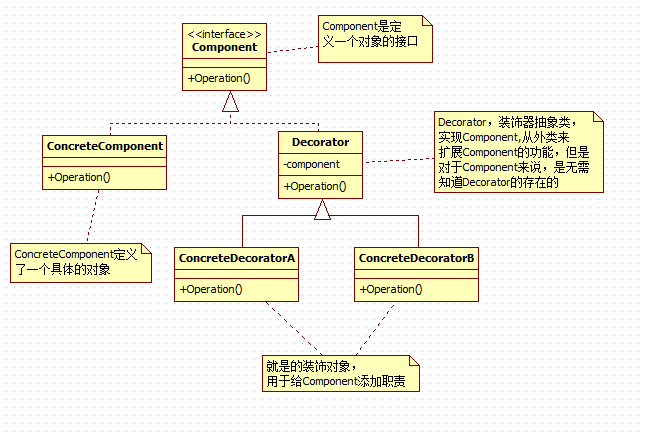 <<interface>>
Component
+Operation()
Component是定
义一个对象的接口
ConcreteComponent
+Operation()
Decorator
-component
+Operation()
Decorator，装饰器抽象类，
实现Component,从外类来
扩展Component的功能，但是
对于Component来说，是无需
知道Decorator的存在的
ConcreteComponent定义
了一个具体的对象
ConcreteDecoratorA
+Operation()
ConcreteDecoratorB
+Operation()
就是的装饰对象，
用于给Component添加职责